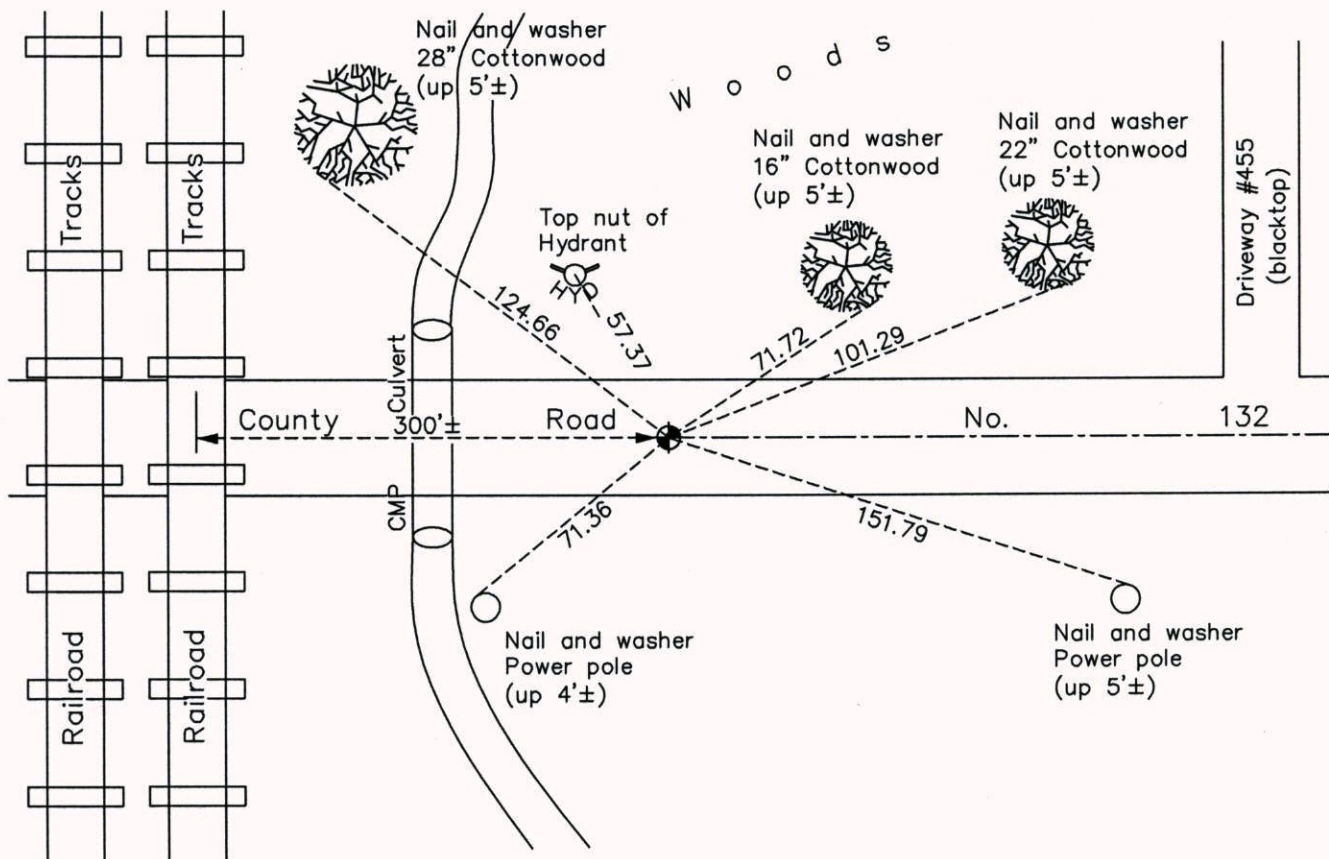 Nail and washer
28" Cottonwood
(up 5'±)
Woods
Nail and washer
16" Cottonwood
(up 5'±)
Nail and washer
22" Cottonwood
(up 5'±)
Driveway #455
(blacktop)
Tracks
Tracks
Top nut of
Hydrant
HYD
57.37
124.66
71.72
101.29
Culvert
County 300'± Road No. 132
CMP
71.36
151.79
Nail and washer
Power pole
(up 4'±)
Nail and washer
Power pole
(up 5'±)
Railroad
Railroad